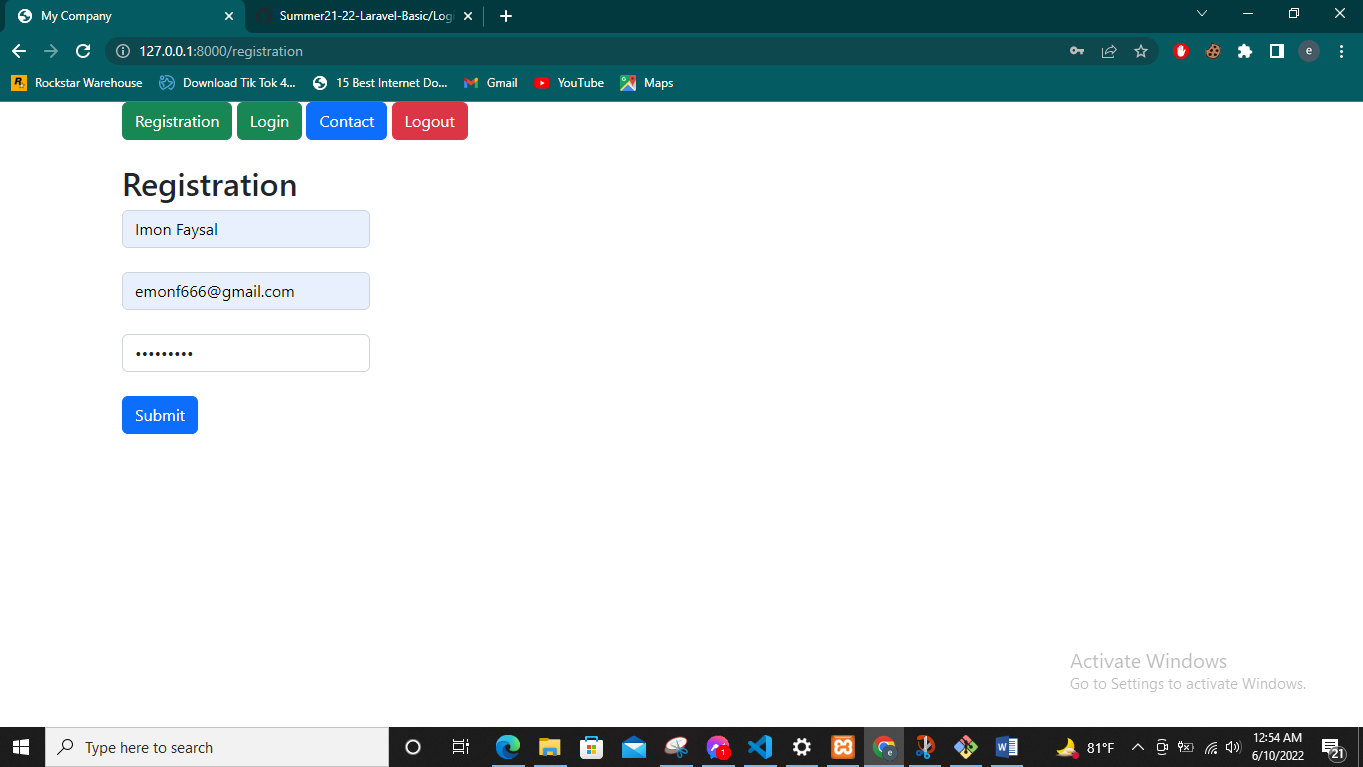 My Company
Summer21-22-Laravel-Basic/Log
127.0.0.1:8000/registration
e
R
Rockstar Warehouse
Download Tik Tok 4...
15 Best Internet Do...
Gmail
YouTube
Maps
Registration
Login
Contact
Logout
Registration
Imon Faysal
emonf666@gmail.com
•••••••••
Submit
Activate Windows
Go to Settings to activate Windows.
Type here to search
1
e
W
81°F
12:54 AM
6/10/2022
21